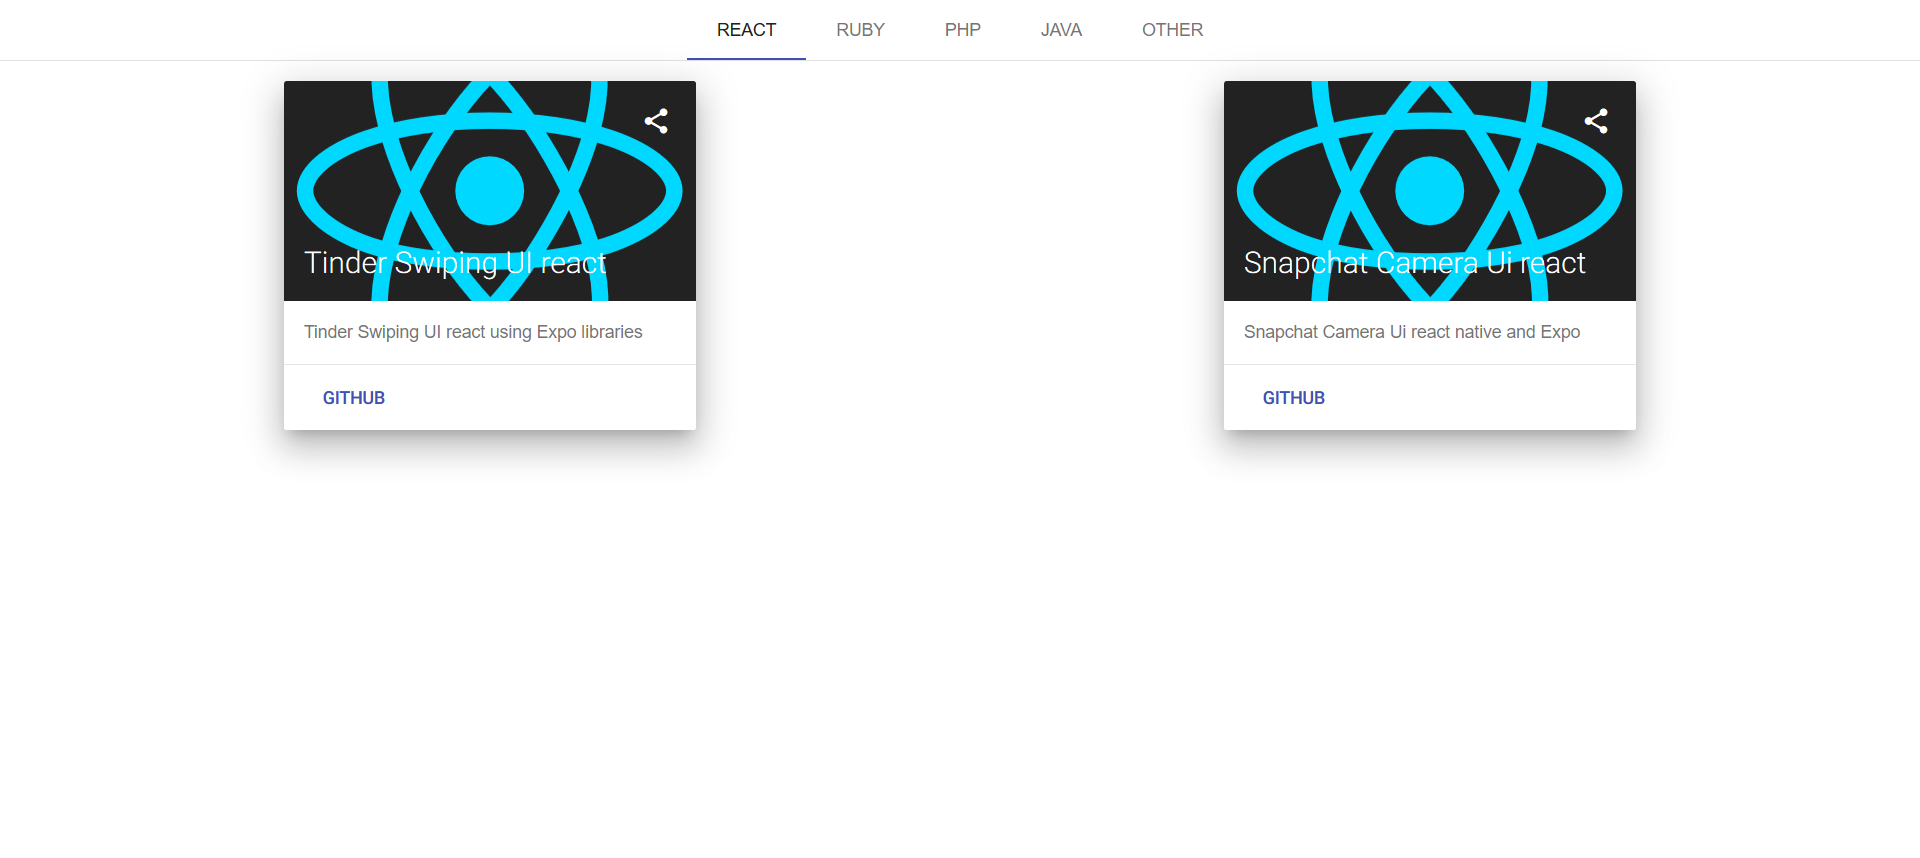 REACT RUBY PHP JAVA OTHER
Tinder Swiping UI react
Tinder Swiping UI react using Expo libraries
GITHUB
Snapchat Camera Ui react
Snapchat Camera Ui react native and Expo
GITHUB